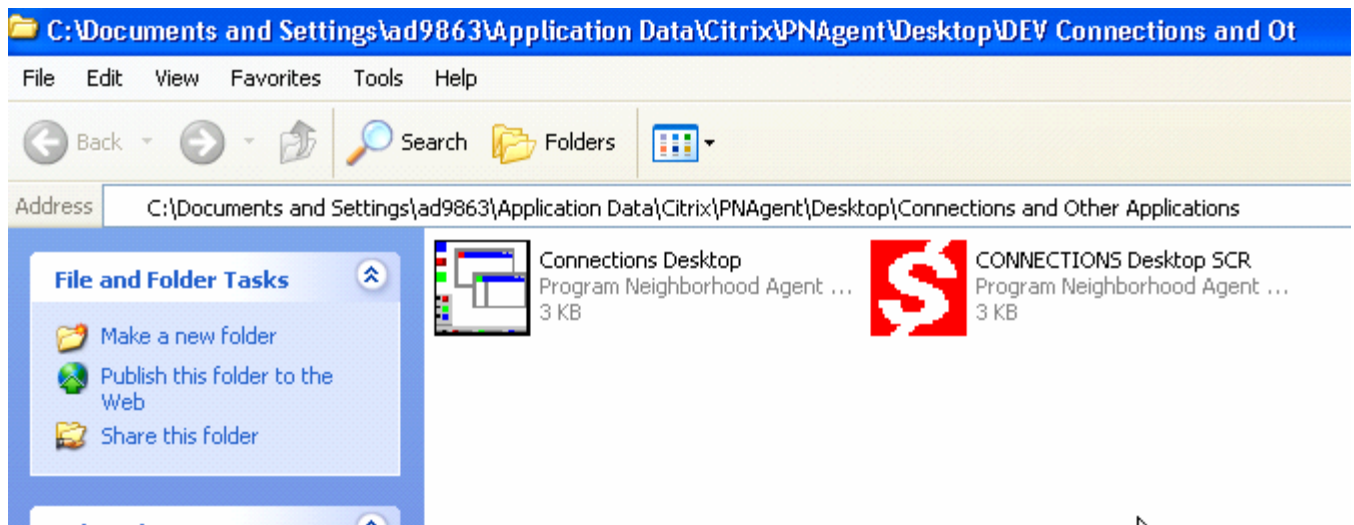 C:\Documents and Settings\ad9863\Application Data\Citrix\PNAgent\Desktop\DEV Connections and Ot
File Edit View Favorites Tools Help
Back Search Folders
Address C:\Documents and Settings\ad9863\Application Data\Citrix\PNAgent\Desktop\Connections and Other Applications
File and Folder Tasks
Make a new folder
Publish this folder to the
Web
Share this folder
Connections Desktop
Program Neighborhood Agent ...
3 KB
CONNECTIONS Desktop SCR
Program Neighborhood Agent ...
3 KB